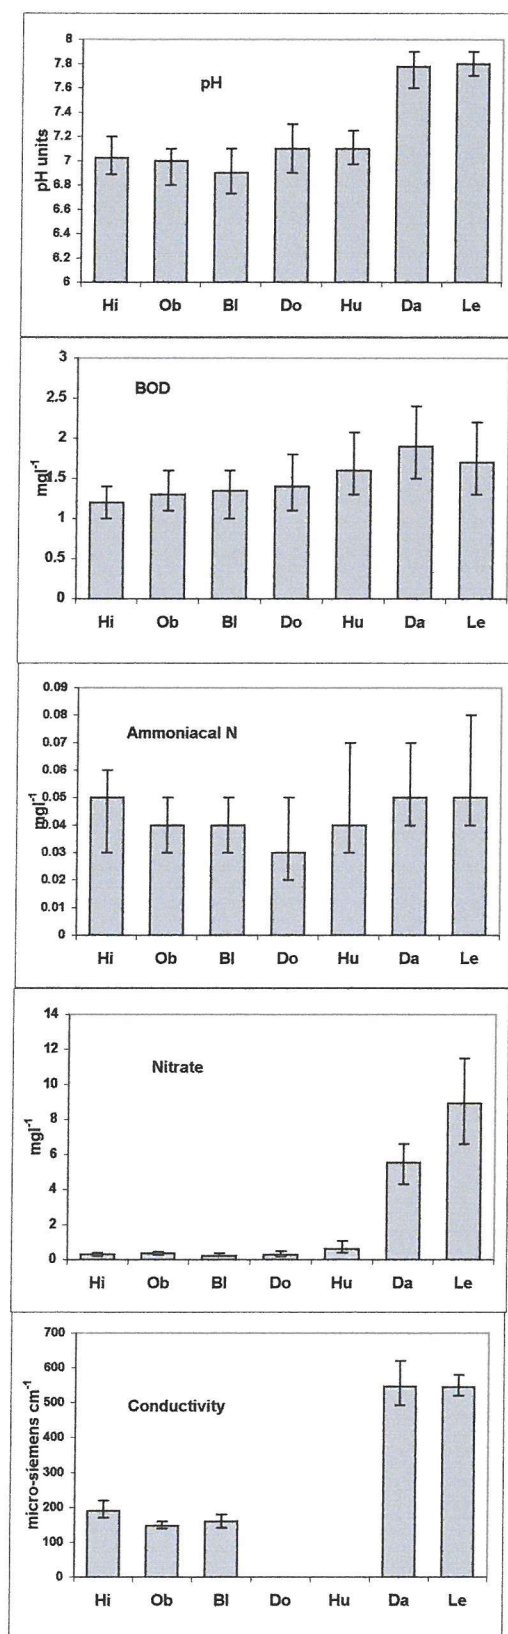 pH
8
7.8
7.6
7.4
7.2
7
6.8
6.6
6.4
6.2
6
pH units
Hi Ob Bl Do Hu Da Le
BOD
3
2.5
2
1.5
1
0.5
0
mgl⁻¹
Hi Ob Bl Do Hu Da Le
Ammoniacal N
0.09
0.08
0.07
0.06
0.05
0.04
0.03
0.02
0.01
0
mgl⁻¹
Hi Ob Bl Do Hu Da Le
Nitrate
14
12
10
8
6
4
2
0
mgl⁻¹
Hi Ob Bl Do Hu Da Le
Conductivity
700
600
500
400
300
200
100
0
micro-siemens cm⁻¹
Hi Ob Bl Do Hu Da Le